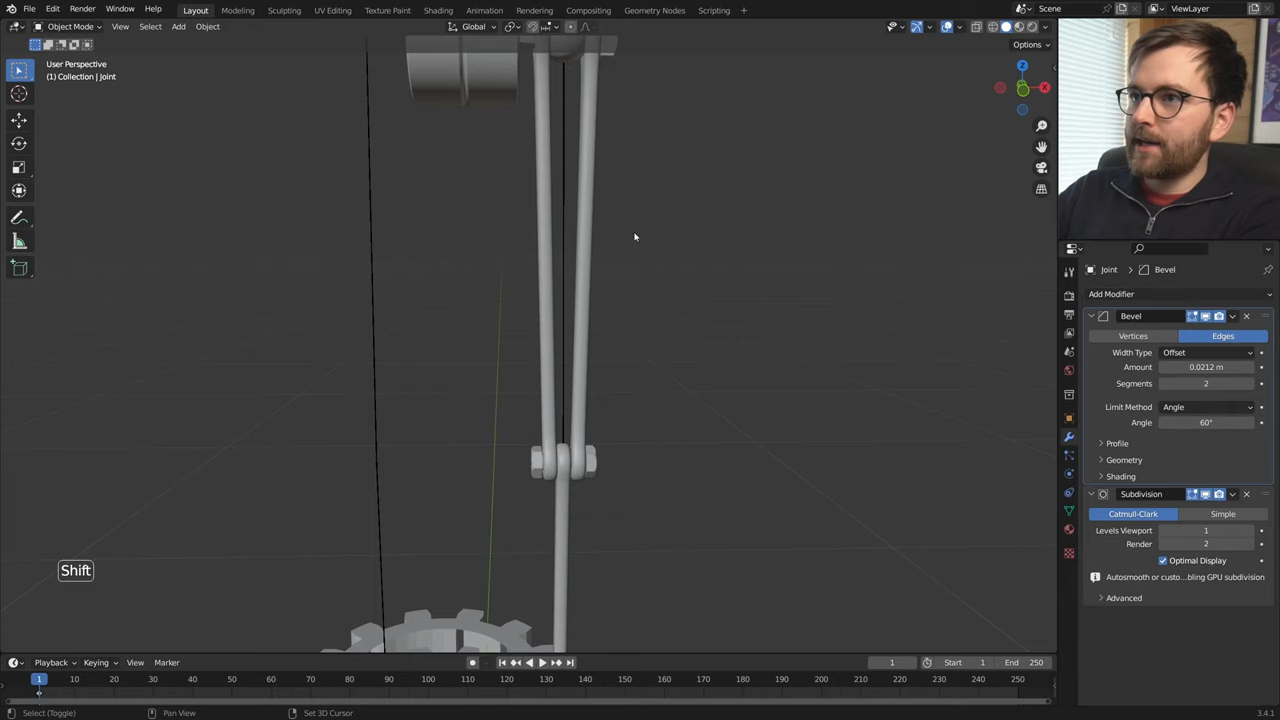 File Edit Render Window Help Layout Modeling Sculpting UV Editing Texture Paint Shading Animation Rendering Compositing Geometry Nodes Scripting + Scene ViewLayer
Object Mode View Select Add Object Global
Options
User Perspective
(1) Collection | Joint
Z
X
Joint > Bevel
Add Modifier
Bevel
Vertices Edges
Width Type Offset
Amount 0.0212 m
Segments 2
Limit Method Angle
Angle 60°
Profile
Geometry
Shading
Subdivision
Catmull-Clark Simple
Levels Viewport 1
Render 2
Optimal Display
Autosmooth or custo...bling GPU subdivision
Advanced
Shift
Playback Keying View Marker 1 Start 1 End 250
1 10 20 30 40 50 60 70 80 90 100 110 120 130 140 150 160 170 180 190 200 210 220 230 240 250
Select (Toggle) Pan View Set 3D Cursor 3.4.1